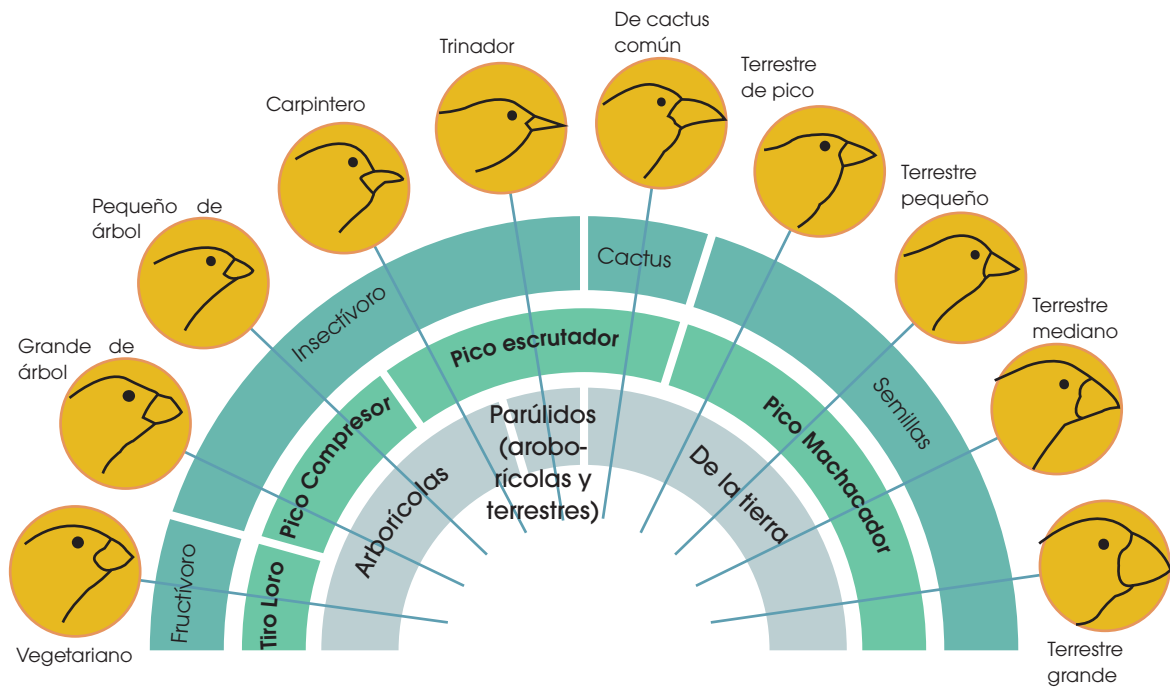 De cactus
común
Trinador
Terrestre
de pico
Carpintero
Terrestre
pequeño
Pequeño de
árbol
Terrestre
mediano
Grande de
árbol
Vegetariano
Terrestre
grande
Fructívoro
Insectívoro
Cactus
Semillas
Tiro Loro
Pico Compresor
Pico escrutador
Pico Machacador
Arborícolas
Parúlidos
(arobo-
rícolas y
terrestres)
De la tierra